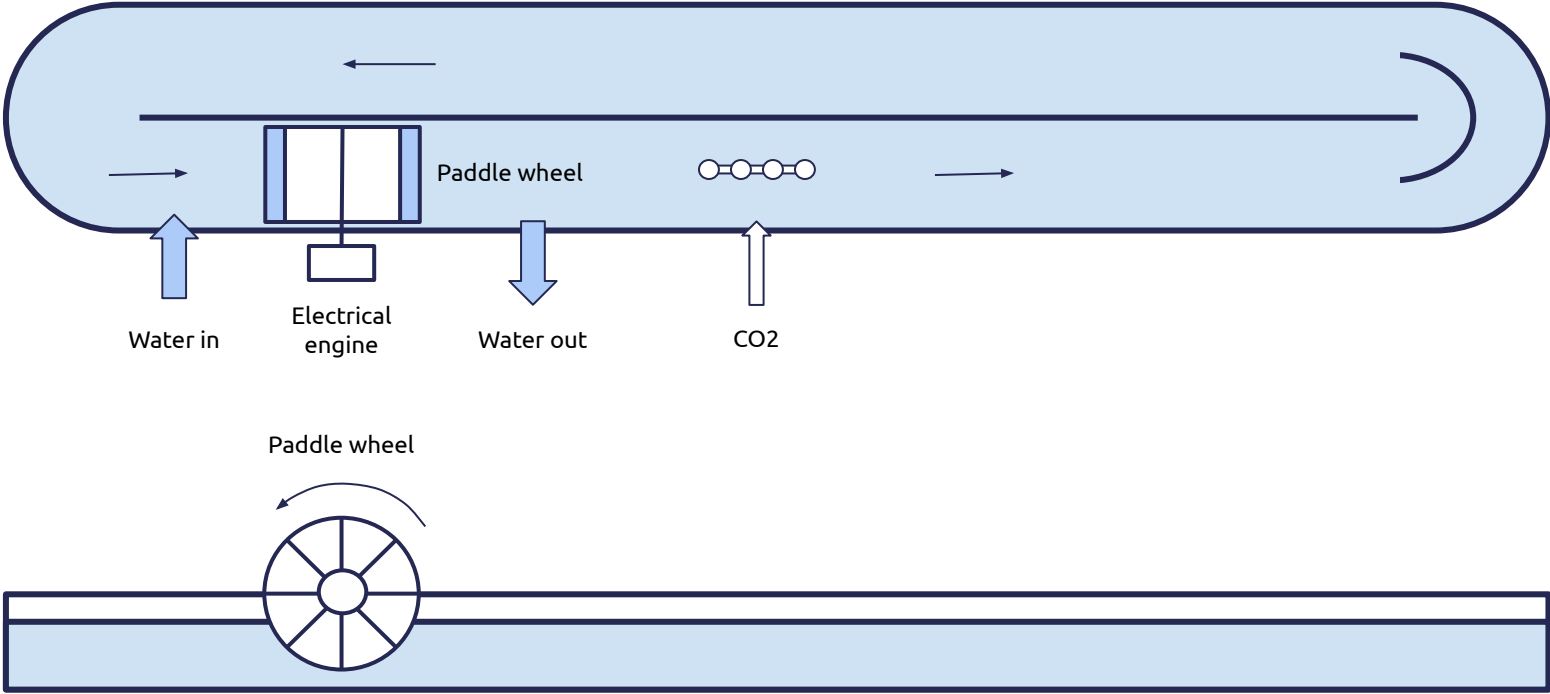 Paddle wheel
Water in
Electrical
engine
Water out
CO2
Paddle wheel